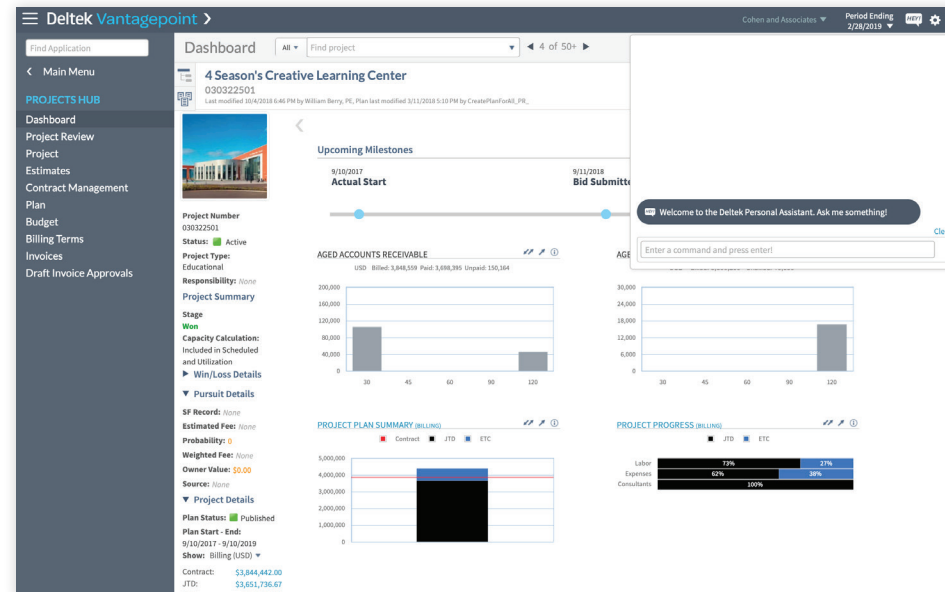 Deltek Vantagepoint
Cohen and Associates
Period Ending
2/28/2019
HEY!
Find Application
Main Menu
PROJECTS HUB
Dashboard
Project Review
Project
Estimates
Contract Management
Plan
Budget
Billing Terms
Invoices
Draft Invoice Approvals
Dashboard
All
Find project
4 of 50+
4 Season's Creative Learning Center
030322501
Last modified 10/4/2018 6:46 PM by William Berry, PE, Plan last modified 3/11/2018 5:10 PM by CreatePlanForAll_PR_
Project Number
030322501
Status: Active
Project Type:
Educational
Responsibility: None
Project Summary
Stage
Won
Capacity Calculation:
Included in Scheduled
and Utilization
Win/Loss Details
Pursuit Details
SF Record: None
Estimated Fee: None
Probability: 0
Weighted Fee: None
Owner Value: $0.00
Source: None
Project Details
Plan Status: Published
Plan Start - End:
9/10/2017 - 9/10/2019
Show: Billing (USD)
Contract: $3,844,442.00
JTD: $3,651,736.67
Upcoming Milestones
9/10/2017
Actual Start
9/11/2018
Bid Submitte
AGED ACCOUNTS RECEIVABLE
USD Billed: 3,848,559 Paid: 3,698,395 Unpaid: 150,164
200,000
160,000
120,000
80,000
40,000
0
30 45 60 90 120
AGE
30,000
24,000
18,000
12,000
6,000
0
30 45 60 90 120
PROJECT PLAN SUMMARY (BILLING)
Contract JTD ETC
5,000,000
4,000,000
3,000,000
2,000,000
1,000,000
0
PROJECT PROGRESS (BILLING)
JTD ETC
Labor 73% 27%
Expenses 62% 38%
Consultants 100%
HEY! Welcome to the Deltek Personal Assistant. Ask me something!
Cle
Enter a command and press enter!